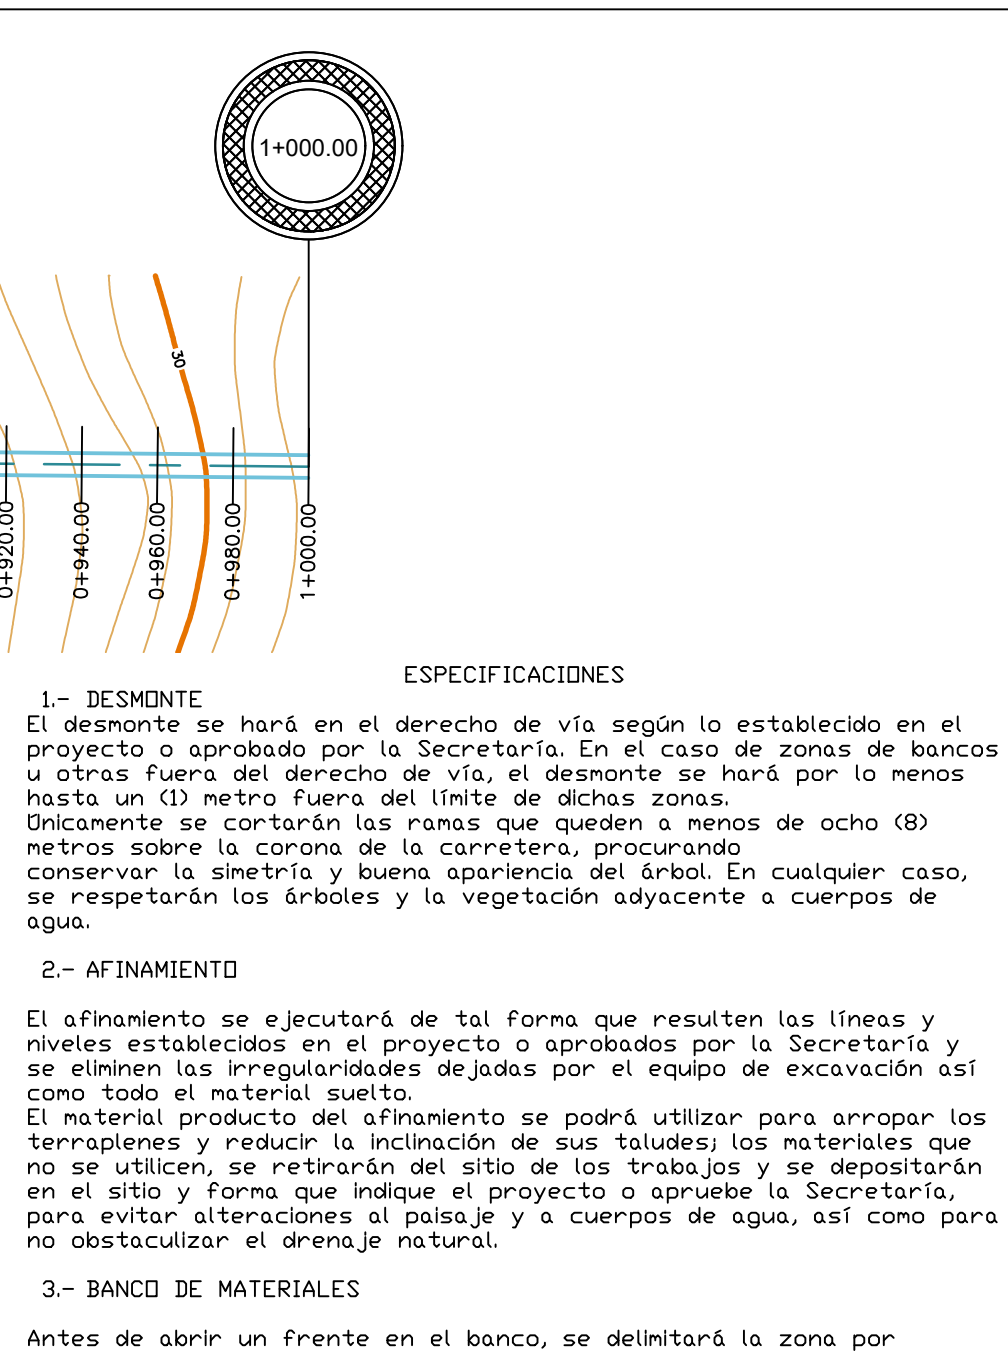 1+000.00
30
0+920.00
0+940.00
0+960.00
0+980.00
1+000.00
ESPECIFICACIONES
1.- DESMONTE
El desmonte se hará en el derecho de vía según lo establecido en el
proyecto o aprobado por la Secretaría. En el caso de zonas de bancos
u otras fuera del derecho de vía, el desmonte se hará por lo menos
hasta un (1) metro fuera del límite de dichas zonas.
Únicamente se cortarán las ramas que queden a menos de ocho (8)
metros sobre la corona de la carretera, procurando
conservar la simetría y buena apariencia del árbol. En cualquier caso,
se respetarán los árboles y la vegetación adyacente a cuerpos de
agua.
2.- AFINAMIENTO
El afinamiento se ejecutará de tal forma que resulten las líneas y
niveles establecidos en el proyecto o aprobados por la Secretaría y
se eliminen las irregularidades dejadas por el equipo de excavación así
como todo el material suelto.
El material producto del afinamiento se podrá utilizar para arropar los
terraplenes y reducir la inclinación de sus taludes; los materiales que
no se utilicen, se retirarán del sitio de los trabajos y se depositarán
en el sitio y forma que indique el proyecto o apruebe la Secretaría,
para evitar alteraciones al paisaje y a cuerpos de agua, así como para
no obstaculizar el drenaje natural.
3.- BANCO DE MATERIALES
Antes de abrir un frente en el banco, se delimitará la zona por